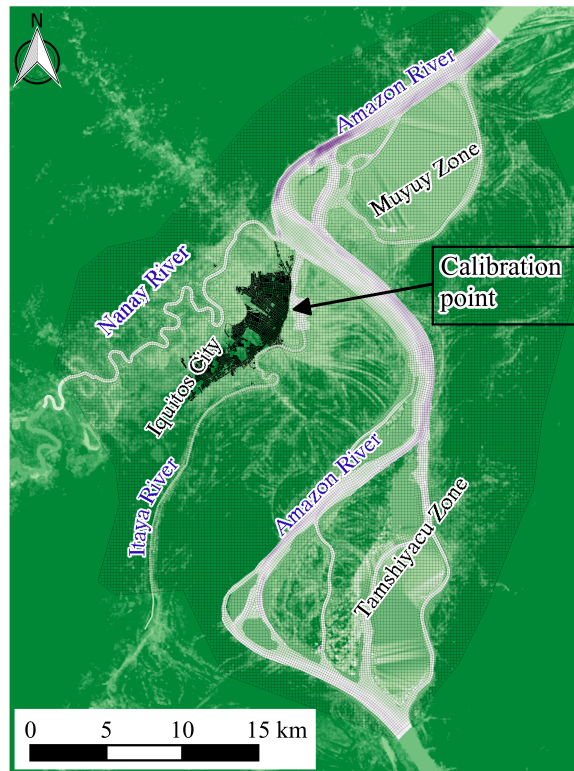 N
Amazon River
Muyuy Zone
Nanay River
Calibration
point
Iquitos City
Amazon River
Itaya River
Tamshiyacu Zone
0 5 10 15 km